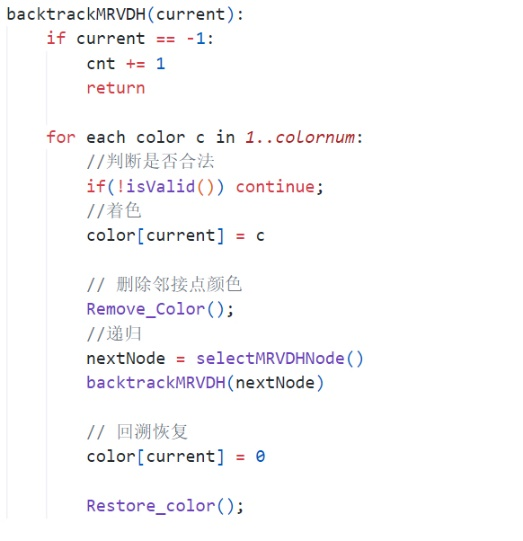 backtrackMRVDH(current):
    if current == -1:
        cnt += 1
        return
    for each color c in 1..colornum:
        //判断是否合法
        if(!isValid()) continue;
        //着色
        color[current] = c
        // 删除邻接点颜色
        Remove_Color();
        //递归
        nextNode = selectMRVDHNode()
        backtrackMRVDH(nextNode)
        // 回溯恢复
        color[current] = 0
        Restore_color();